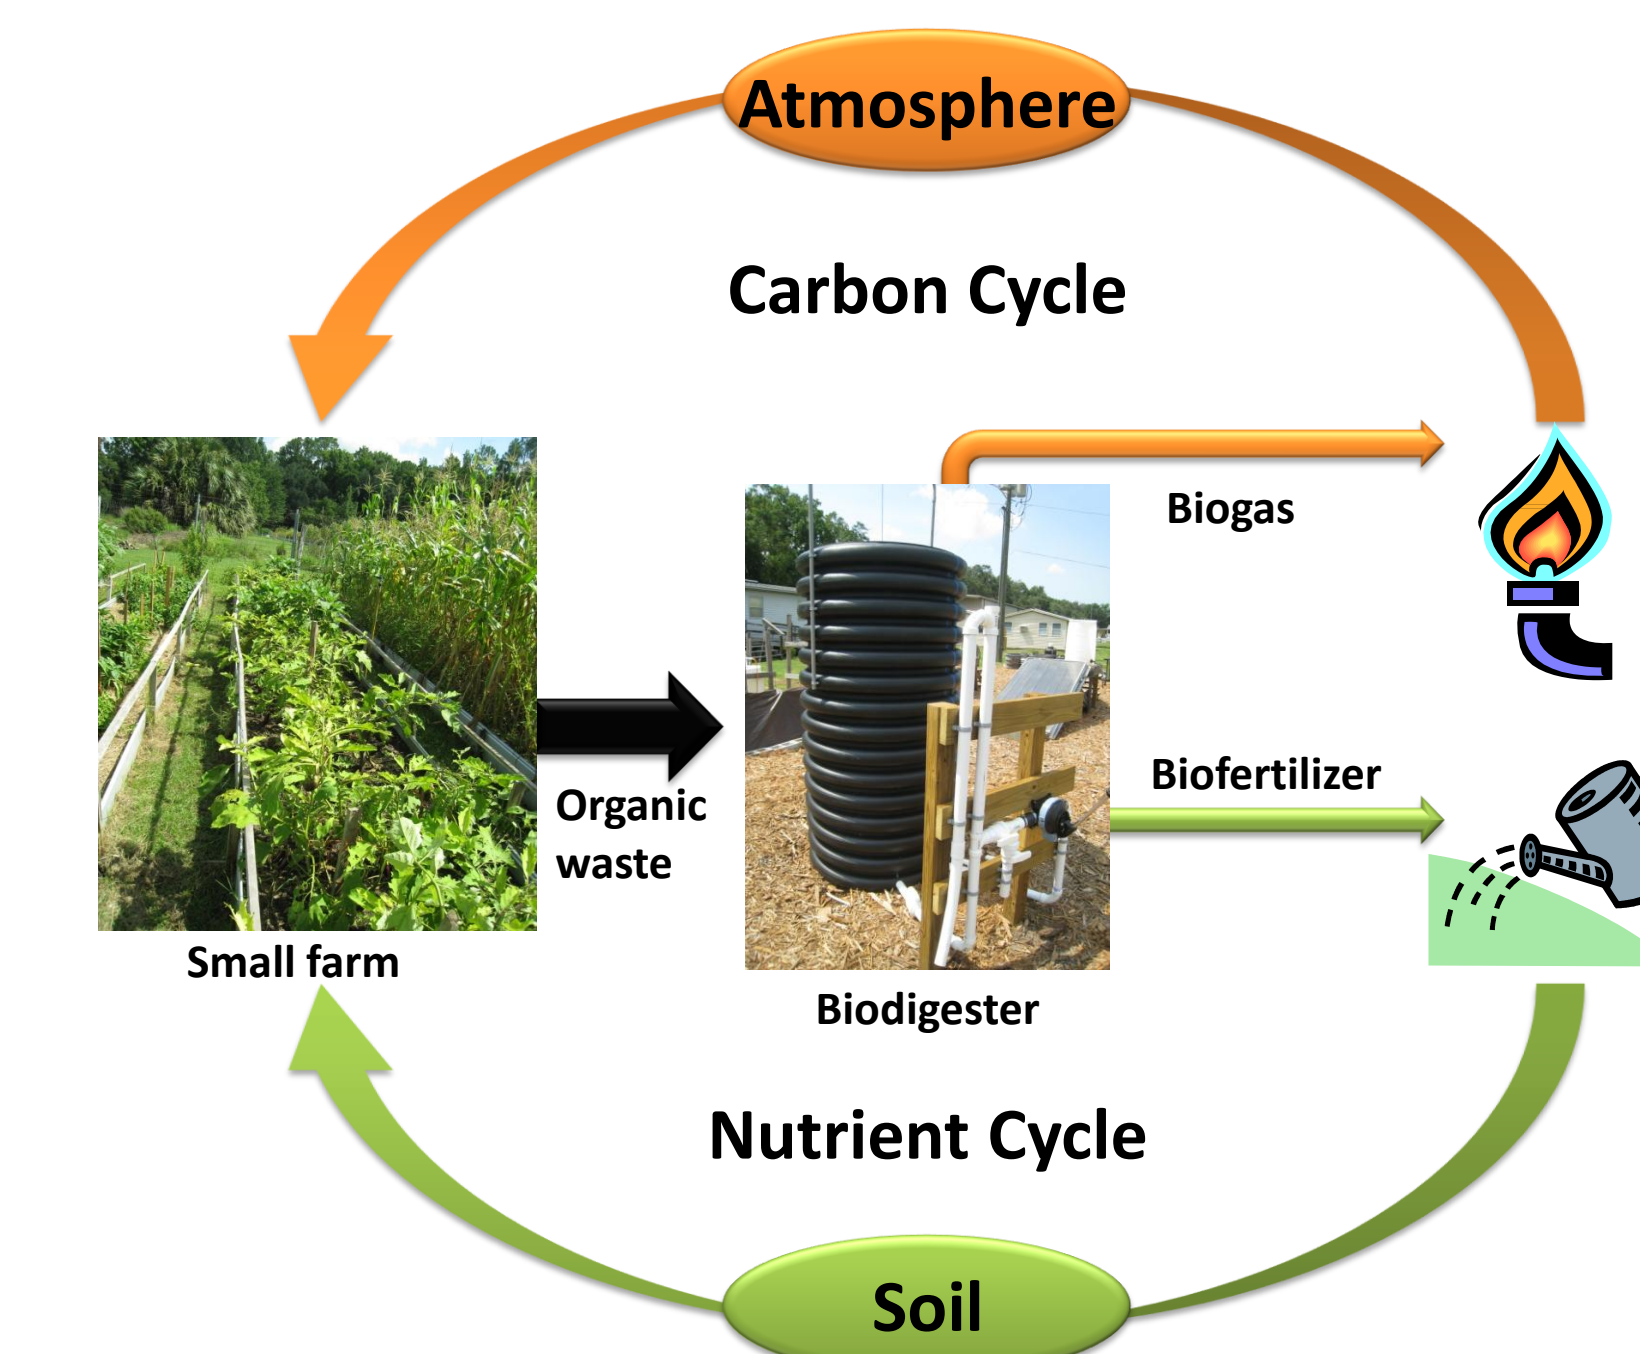 Atmosphere
Carbon Cycle
Biogas
Biofertilizer
Organic
waste
Small farm
Biodigester
Nutrient Cycle
Soil